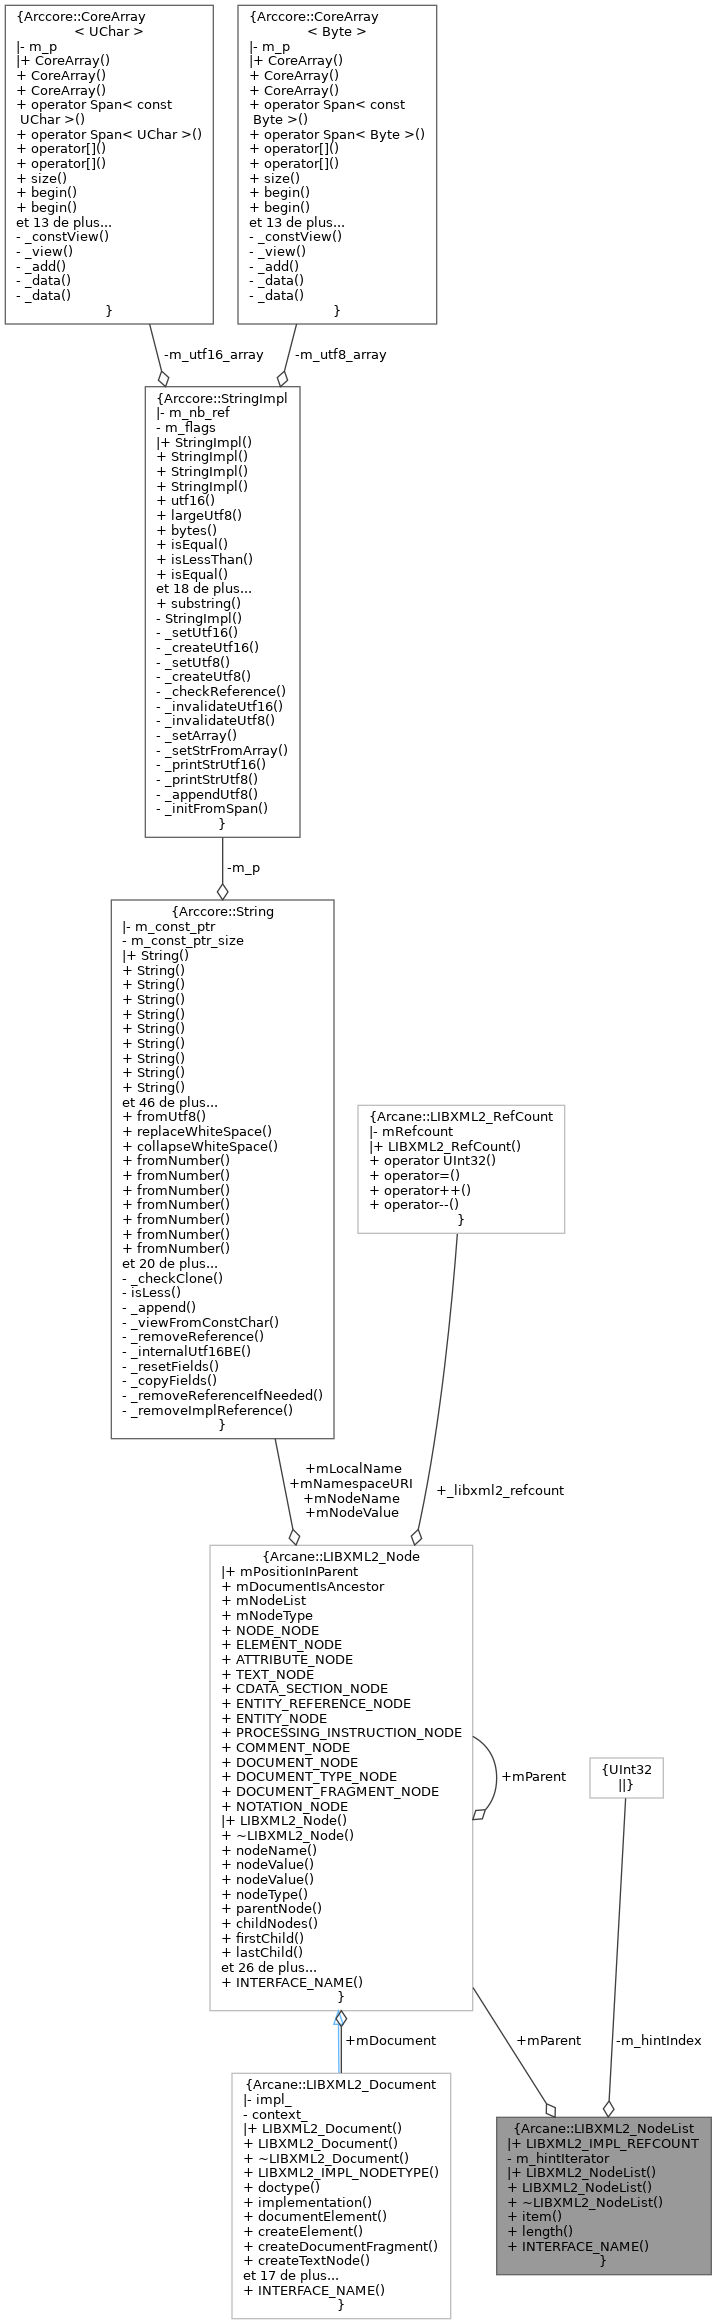 {Arccore::CoreArray
< UChar >
|- m_p
|+ CoreArray()
+ CoreArray()
+ CoreArray()
+ operator Span< const
UChar >()
+ operator Span< UChar >()
+ operator[]()
+ operator[]()
+ size()
+ begin()
+ begin()
et 13 de plus...
- _constView()
- _view()
- _add()
- _data()
- _data()
}
{Arccore::CoreArray
< Byte >
|- m_p
|+ CoreArray()
+ CoreArray()
+ CoreArray()
+ operator Span< const
Byte >()
+ operator Span< Byte >()
+ operator[]()
+ operator[]()
+ size()
+ begin()
+ begin()
et 13 de plus...
- _constView()
- _view()
- _add()
- _data()
- _data()
}
-m_utf16_array
-m_utf8_array
{Arccore::StringImpl
|- m_nb_ref
- m_flags
|+ StringImpl()
+ StringImpl()
+ StringImpl()
+ StringImpl()
+ utf16()
+ largeUtf8()
+ bytes()
+ isEqual()
+ isLessThan()
+ isEqual()
et 18 de plus...
+ substring()
- StringImpl()
- _setUtf16()
- _createUtf16()
- _setUtf8()
- _createUtf8()
- _checkReference()
- _invalidateUtf16()
- _invalidateUtf8()
- _setArray()
- _setStrFromArray()
- _printStrUtf16()
- _printStrUtf8()
- _appendUtf8()
- _initFromSpan()
}
-m_p
{Arccore::String
|- m_const_ptr
- m_const_ptr_size
|+ String()
+ String()
+ String()
+ String()
+ String()
+ String()
+ String()
+ String()
+ String()
+ String()
et 46 de plus...
+ fromUtf8()
+ replaceWhiteSpace()
+ collapseWhiteSpace()
+ fromNumber()
+ fromNumber()
+ fromNumber()
+ fromNumber()
+ fromNumber()
+ fromNumber()
+ fromNumber()
et 20 de plus...
- _checkClone()
- isLess()
- _append()
- _viewFromConstChar()
- _removeReference()
- _internalUtf16BE()
- _resetFields()
- _copyFields()
- _removeReferenceIfNeeded()
- _removeImplReference()
}
{Arcane::LIBXML2_RefCount
|- mRefcount
|+ LIBXML2_RefCount()
+ operator UInt32()
+ operator=()
+ operator++()
+ operator--()
}
+mLocalName
+mNamespaceURI
+mNodeName
+mNodeValue
+_libxml2_refcount
{Arcane::LIBXML2_Node
|+ mPositionInParent
+ mDocumentIsAncestor
+ mNodeList
+ mNodeType
+ NODE_NODE
+ ELEMENT_NODE
+ ATTRIBUTE_NODE
+ TEXT_NODE
+ CDATA_SECTION_NODE
+ ENTITY_REFERENCE_NODE
+ ENTITY_NODE
+ PROCESSING_INSTRUCTION_NODE
+ COMMENT_NODE
+ DOCUMENT_NODE
+ DOCUMENT_TYPE_NODE
+ DOCUMENT_FRAGMENT_NODE
+ NOTATION_NODE
|+ LIBXML2_Node()
+ ~LIBXML2_Node()
+ nodeName()
+ nodeValue()
+ nodeValue()
+ nodeType()
+ parentNode()
+ childNodes()
+ firstChild()
+ lastChild()
et 26 de plus...
+ INTERFACE_NAME()
}
+mParent
{UInt32
||}
+mDocument
+mParent
-m_hintIndex
{Arcane::LIBXML2_Document
|- impl_
- context_
|+ LIBXML2_Document()
+ LIBXML2_Document()
+ ~LIBXML2_Document()
+ LIBXML2_IMPL_NODETYPE()
+ doctype()
+ implementation()
+ documentElement()
+ createElement()
+ createDocumentFragment()
+ createTextNode()
et 17 de plus...
+ INTERFACE_NAME()
}
{Arcane::LIBXML2_NodeList
|+ LIBXML2_IMPL_REFCOUNT
- m_hintIterator
|+ LIBXML2_NodeList()
+ LIBXML2_NodeList()
+ ~LIBXML2_NodeList()
+ item()
+ length()
+ INTERFACE_NAME()
}